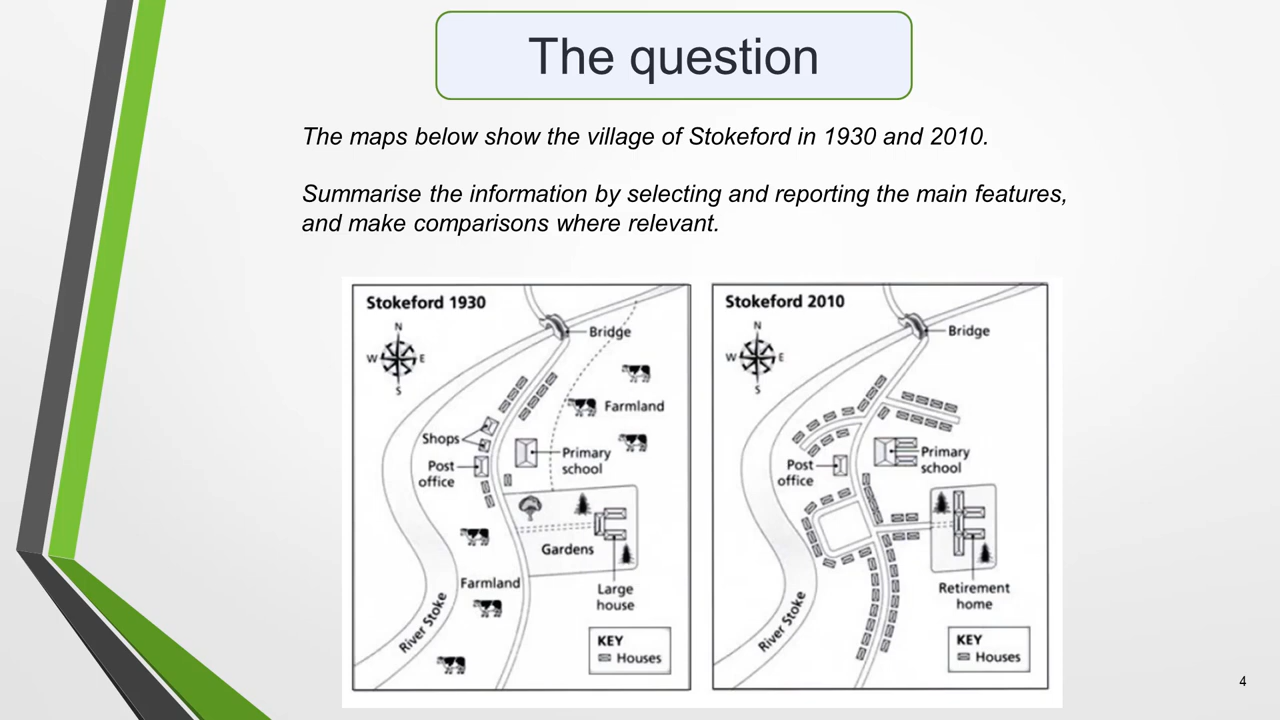 The question
The maps below show the village of Stokeford in 1930 and 2010.
Summarise the information by selecting and reporting the main features,
and make comparisons where relevant.
Stokeford 1930
N
W
E
S
Bridge
Farmland
Shops
Post
office
Primary
school
Gardens
Farmland
Large
house
River Stoke
KEY
Houses
Stokeford 2010
N
W
E
S
Bridge
Post
office
Primary
school
Retirement
home
River Stoke
KEY
Houses
4